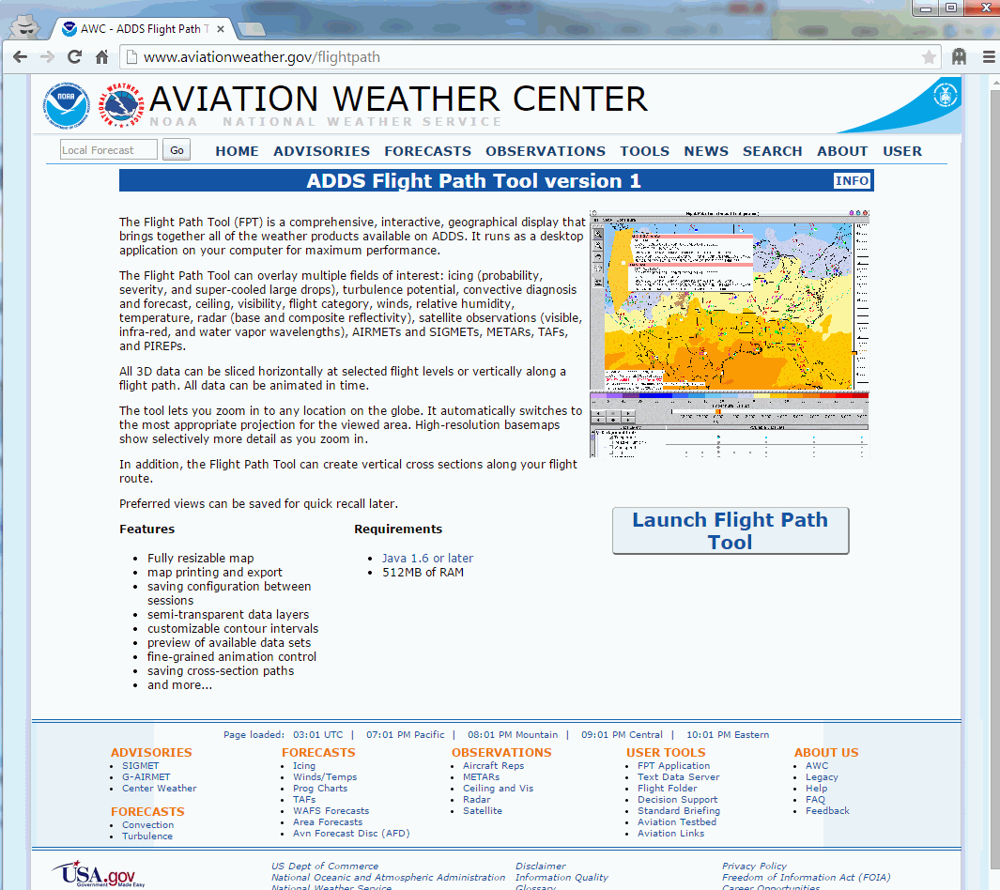 AWC - ADDS Flight Path T
www.aviationweather.gov/flightpath
NOAA
AVIATION WEATHER CENTER
NOAA NATIONAL WEATHER SERVICE
Local Forecast Go HOME ADVISORIES FORECASTS OBSERVATIONS TOOLS NEWS SEARCH ABOUT USER
ADDS Flight Path Tool version 1 INFO
The Flight Path Tool (FPT) is a comprehensive, interactive, geographical display that
brings together all of the weather products available on ADDS. It runs as a desktop
application on your computer for maximum performance.
The Flight Path Tool can overlay multiple fields of interest: icing (probability,
severity, and super-cooled large drops), turbulence potential, convective diagnosis
and forecast, ceiling, visibility, flight category, winds, relative humidity,
temperature, radar (base and composite reflectivity), satellite observations (visible,
infra-red, and water vapor wavelengths), AIRMETs and SIGMETs, METARs, TAFs,
and PIREPs.
All 3D data can be sliced horizontally at selected flight levels or vertically along a
flight path. All data can be animated in time.
The tool lets you zoom in to any location on the globe. It automatically switches to
the most appropriate projection for the viewed area. High-resolution basemaps
show selectively more detail as you zoom in.
In addition, the Flight Path Tool can create vertical cross sections along your flight
route.
Preferred views can be saved for quick recall later.
Launch Flight Path
Tool
Features
Fully resizable map
map printing and export
saving configuration between
sessions
semi-transparent data layers
customizable contour intervals
preview of available data sets
fine-grained animation control
saving cross-section paths
and more...
Requirements
Java 1.6 or later
512MB of RAM
Page loaded: 03:01 UTC | 07:01 PM Pacific | 08:01 PM Mountain | 09:01 PM Central | 10:01 PM Eastern
ADVISORIES
SIGMET
G-AIRMET
Center Weather
FORECASTS
Convection
Turbulence
FORECASTS
Icing
Winds/Temps
Prog Charts
TAFs
WAFS Forecasts
Area Forecasts
Avn Forecast Disc (AFD)
OBSERVATIONS
Aircraft Reps
METARs
Ceiling and Vis
Radar
Satellite
USER TOOLS
FPT Application
Text Data Server
Flight Folder
Decision Support
Standard Briefing
Aviation Testbed
Aviation Links
ABOUT US
AWC
Legacy
Help
FAQ
Feedback
USA.gov
Government Made Easy
US Dept of Commerce
National Oceanic and Atmospheric Administration
National Weather Service
Disclaimer
Information Quality
Glossary
Privacy Policy
Freedom of Information Act (FOIA)
Career Opportunities